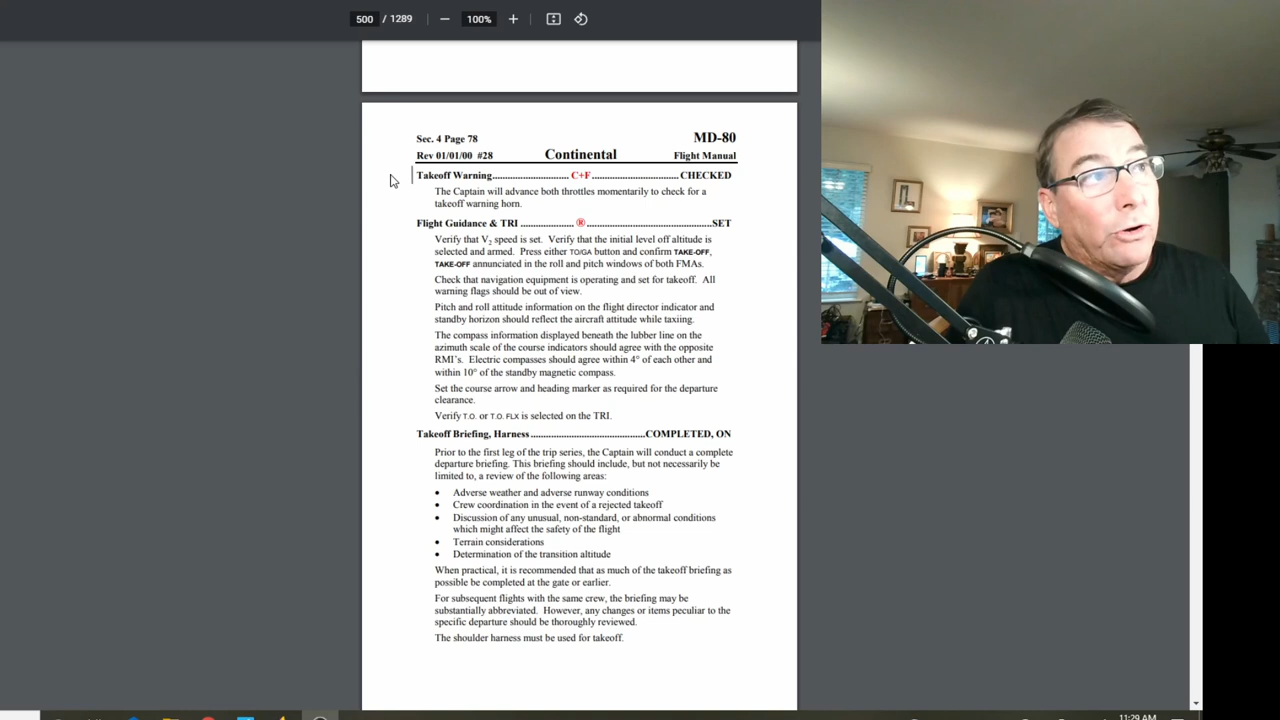 500 / 1289 100%
Sec. 4 Page 78 MD-80
Rev 01/01/00 #28 Continental Flight Manual
Takeoff Warning............................. C+F ................................ CHECKED
The Captain will advance both throttles momentarily to check for a
takeoff warning horn.
Flight Guidance & TRI ..................... ® ...............................................SET
Verify that V2 speed is set. Verify that the initial level off altitude is
selected and armed. Press either TO/GA button and confirm TAKE-OFF,
TAKE-OFF annunciated in the roll and pitch windows of both FMAs.
Check that navigation equipment is operating and set for takeoff. All
warning flags should be out of view.
Pitch and roll attitude information on the flight director indicator and
standby horizon should reflect the aircraft attitude while taxiing.
The compass information displayed beneath the lubber line on the
azimuth scale of the course indicators should agree with the opposite
RMI's. Electric compasses should agree within 4° of each other and
within 10° of the standby magnetic compass.
Set the course arrow and heading marker as required for the departure
clearance.
Verify T.O. or T.O. FLX is selected on the TRI.
Takeoff Briefing, Harness ...........................................COMPLETED, ON
Prior to the first leg of the trip series, the Captain will conduct a complete
departure briefing. This briefing should include, but not necessarily be
limited to, a review of the following areas:
• Adverse weather and adverse runway conditions
• Crew coordination in the event of a rejected takeoff
• Discussion of any unusual, non-standard, or abnormal conditions
which might affect the safety of the flight
• Terrain considerations
• Determination of the transition altitude
When practical, it is recommended that as much of the takeoff briefing as
possible be completed at the gate or earlier.
For subsequent flights with the same crew, the briefing may be
substantially abbreviated. However, any changes or items peculiar to the
specific departure should be thoroughly reviewed.
The shoulder harness must be used for takeoff.
11:29 AM